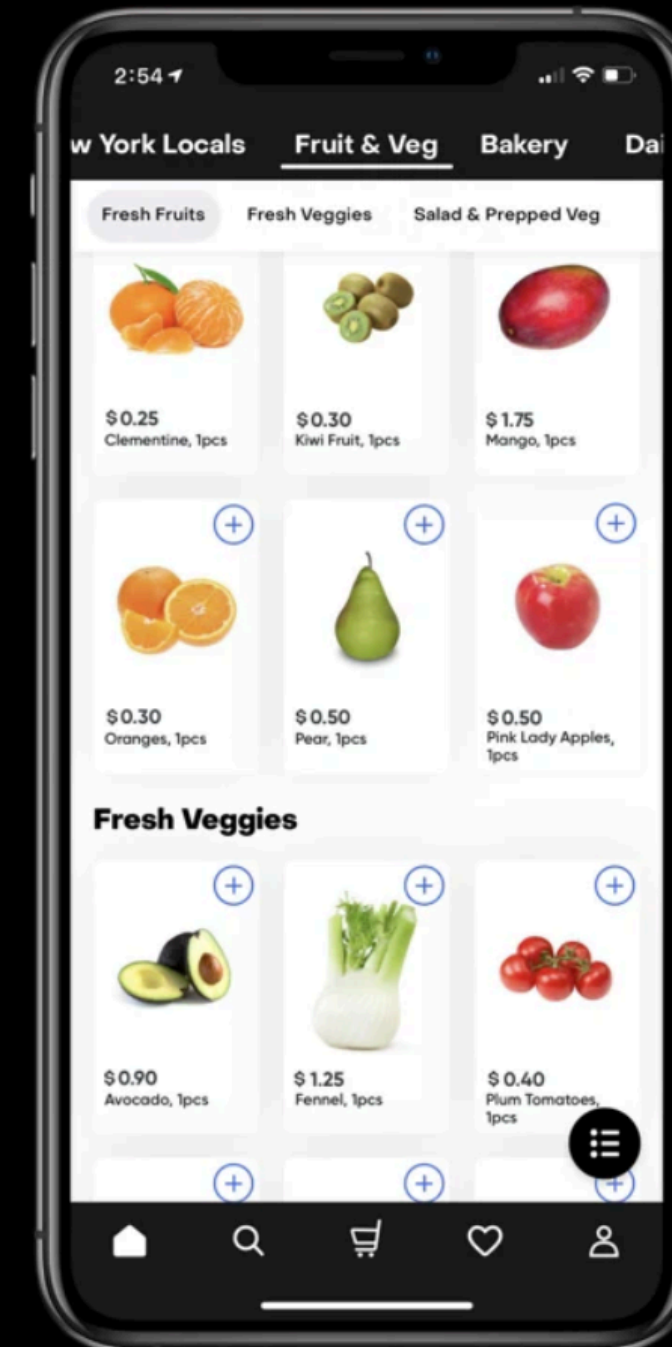 2:54
w York Locals Fruit & Veg Bakery Dai
Fresh Fruits Fresh Veggies Salad & Prepped Veg
$0.25 $0.30 $1.75
Clementine, 1pcs Kiwi Fruit, 1pcs Mango, 1pcs
$0.30 $0.50 $0.50
Oranges, 1pcs Pear, 1pcs Pink Lady Apples,
1pcs
Fresh Veggies
$0.90 $1.25 $0.40
Avocado, 1pcs Fennel, 1pcs Plum Tomatoes,
1pcs